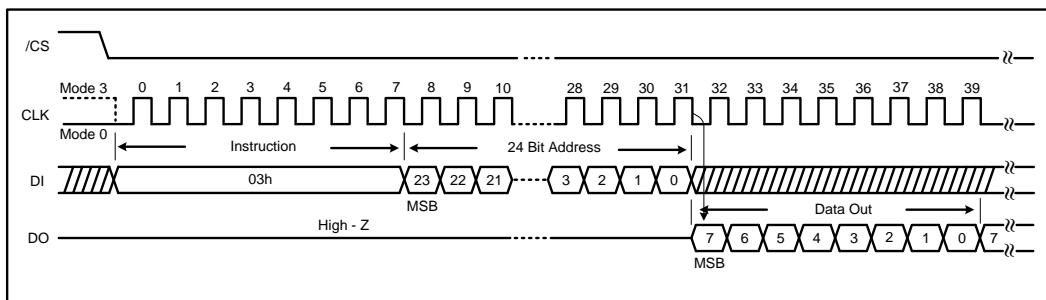 /CS
Mode 3 0 1 2 3 4 5 6 7 8 9 10 28 29 30 31 32 33 34 35 36 37 38 39
CLK
Mode 0
Instruction 24 Bit Address
DI 03h 23 22 21 3 2 1 0
MSB
Data Out
High - Z
DO 7 6 5 4 3 2 1 0 7
MSB